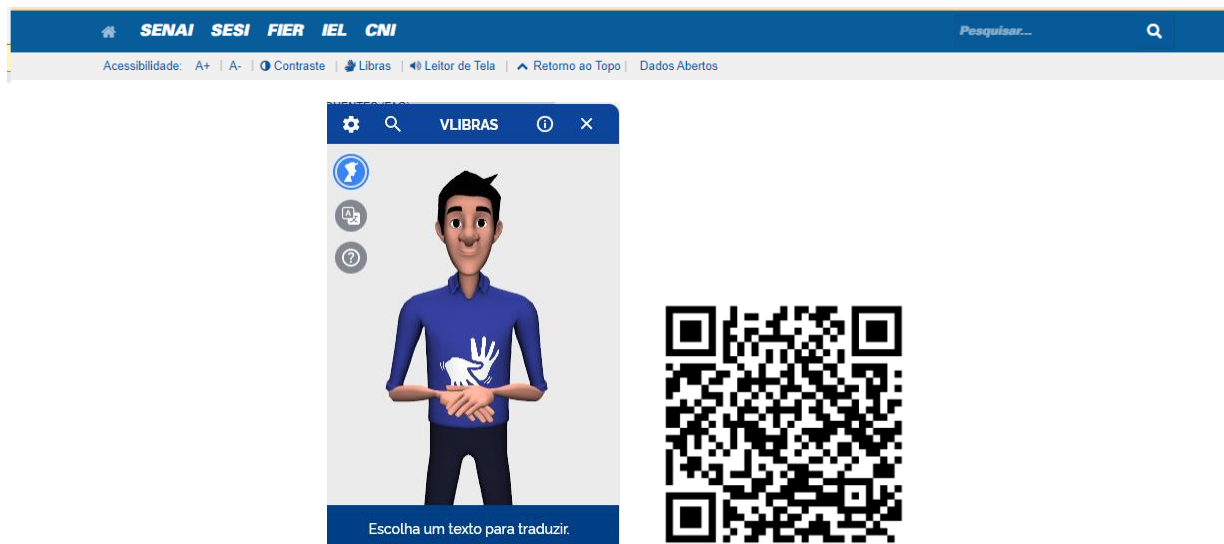 SENAI SESI FIER IEL CNI Pesquisar...
Acessibilidade: A+ | A- | Contraste | Libras | Leitor de Tela | Retorno ao Topo | Dados Abertos
VLIBRAS
Escolha um texto para traduzir.